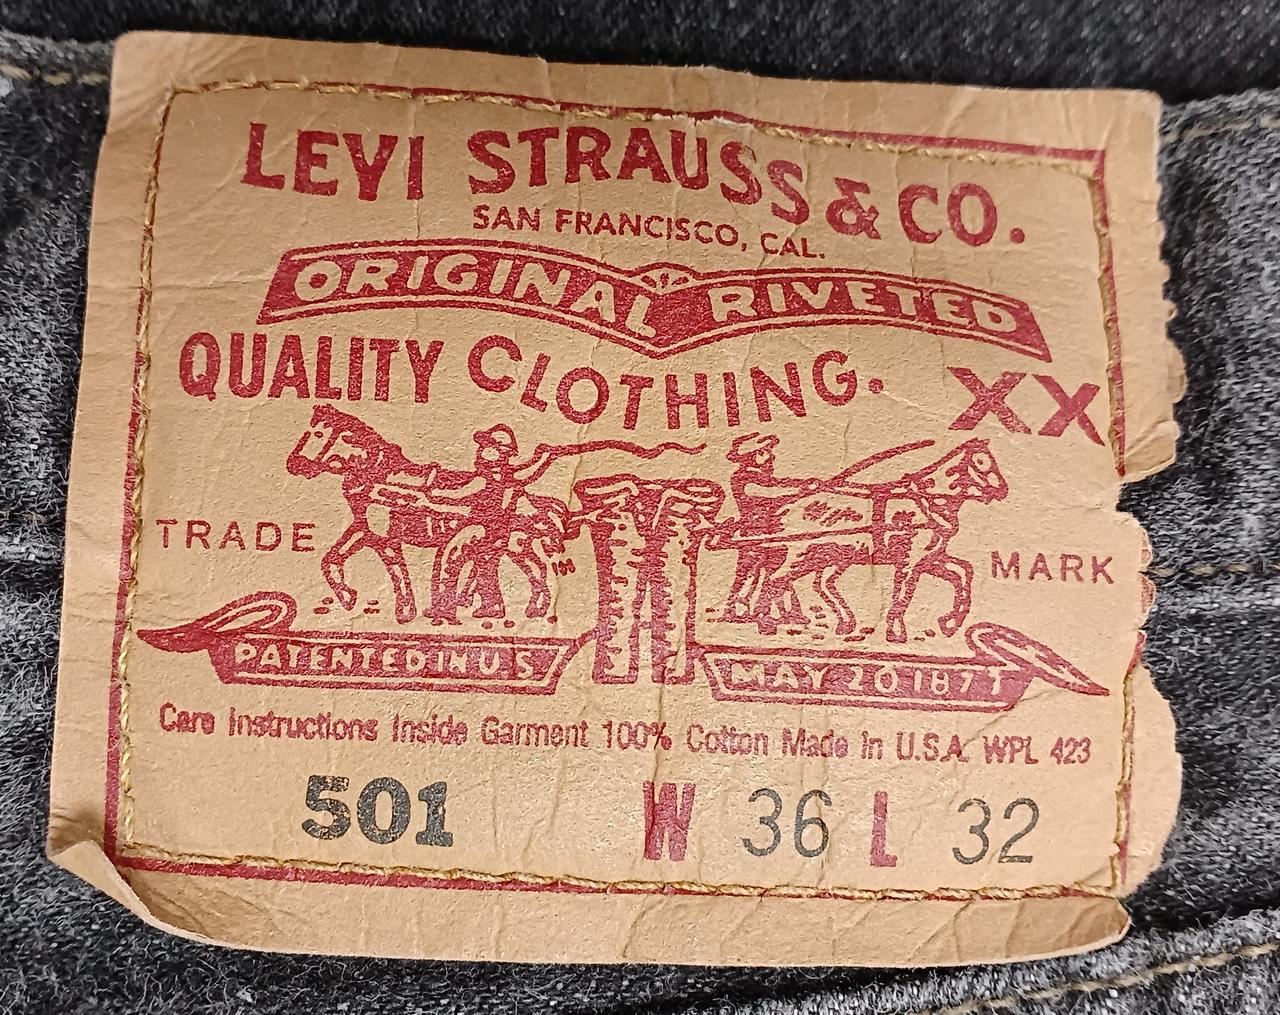 LEVI STRAUSS & CO.
SAN FRANCISCO, CAL.
ORIGINAL RIVETED
QUALITY CLOTHING. XX
TRADE MARK
PATENTED IN U.S MAY 20 1873
Care Instructions Inside Garment 100% Cotton Made In U.S.A. WPL 423
501 W 36 L 32